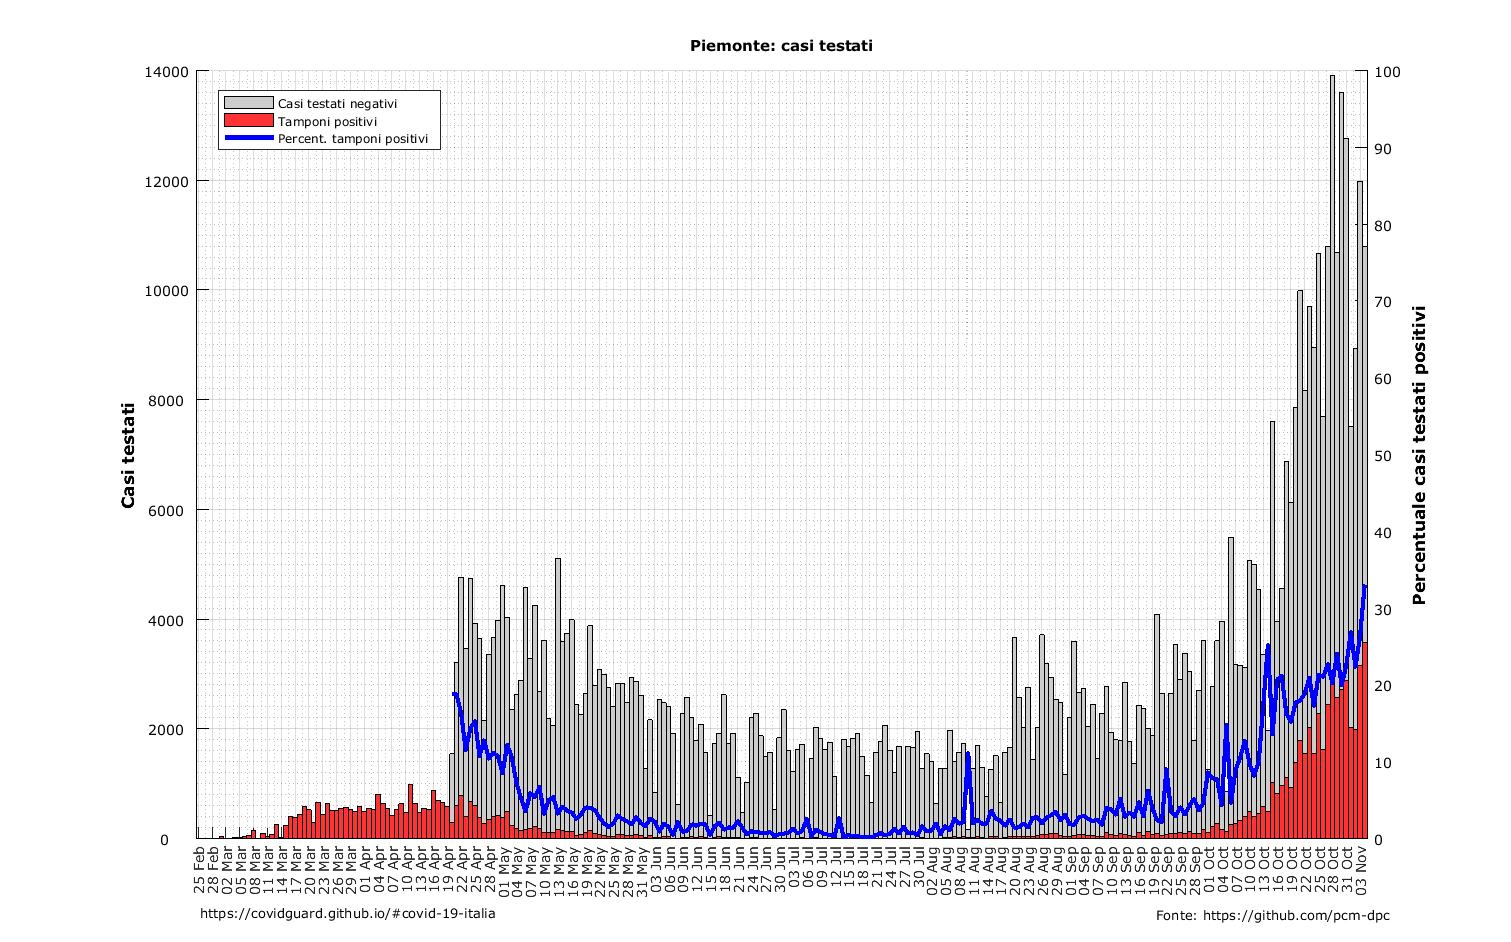 Piemonte: casi testati
14000
12000
10000
8000
6000
4000
2000
0
100
90
80
70
60
50
40
30
20
10
0
Casi testati negativi
Tamponi positivi
Percent. tamponi positivi
Casi testati
Percentuale casi testati positivi
25 Feb
28 Feb
02 Mar
05 Mar
08 Mar
11 Mar
14 Mar
17 Mar
20 Mar
23 Mar
26 Mar
29 Mar
01 Apr
04 Apr
07 Apr
10 Apr
13 Apr
16 Apr
19 Apr
22 Apr
25 Apr
28 Apr
01 May
04 May
07 May
10 May
13 May
16 May
19 May
22 May
25 May
28 May
31 May
03 Jun
06 Jun
09 Jun
12 Jun
15 Jun
18 Jun
21 Jun
24 Jun
27 Jun
30 Jun
03 Jul
06 Jul
09 Jul
12 Jul
15 Jul
18 Jul
21 Jul
24 Jul
27 Jul
30 Jul
02 Aug
05 Aug
08 Aug
11 Aug
14 Aug
17 Aug
20 Aug
23 Aug
26 Aug
29 Aug
01 Sep
04 Sep
07 Sep
10 Sep
13 Sep
16 Sep
19 Sep
22 Sep
25 Sep
28 Sep
01 Oct
04 Oct
07 Oct
10 Oct
13 Oct
16 Oct
19 Oct
22 Oct
25 Oct
28 Oct
31 Oct
03 Nov
https://covidguard.github.io/#covid-19-italia
Fonte: https://github.com/pcm-dpc